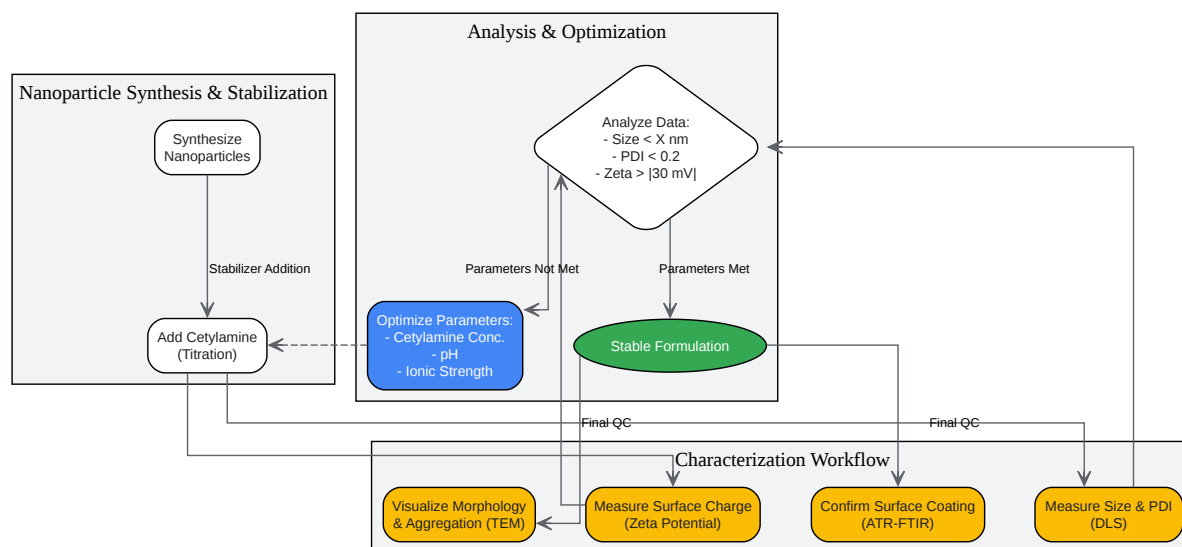 Analysis & Optimization
Nanoparticle Synthesis & Stabilization
Synthesize
Nanoparticles
Analyze Data:
- Size < X nm
- PDI < 0.2
- Zeta > |30 mV|
Stabilizer Addition
Parameters Not Met
Parameters Met
Add Cetylamine
(Titration)
Optimize Parameters:
- Cetylamine Conc.
- pH
- Ionic Strength
Stable Formulation
Final QC
Final QC
Characterization Workflow
Visualize Morphology
& Aggregation (TEM)
Measure Surface Charge
(Zeta Potential)
Confirm Surface Coating
(ATR-FTIR)
Measure Size & PDI
(DLS)